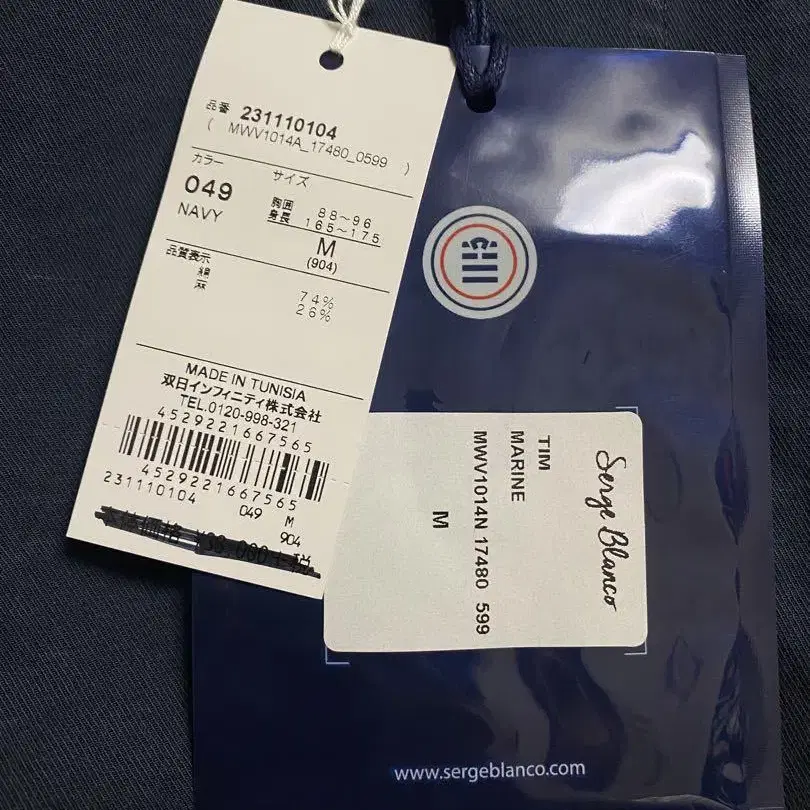 品番 231110104
( MWV1014A_17480_0599 )
カラー サイズ
049
NAVY
胸囲 88~96
身長 165~175
M
(904)
品質表示
綿 74%
麻 26%
MADE IN TUNISIA
双日インフィニティ株式会社
TEL.0120-998-321
4529221667565
4529221667565
231110104 049 M
904
Serge Blanco
TIM
MARINE
MWV1014N 17480 599
M
www.sergeblanco.com